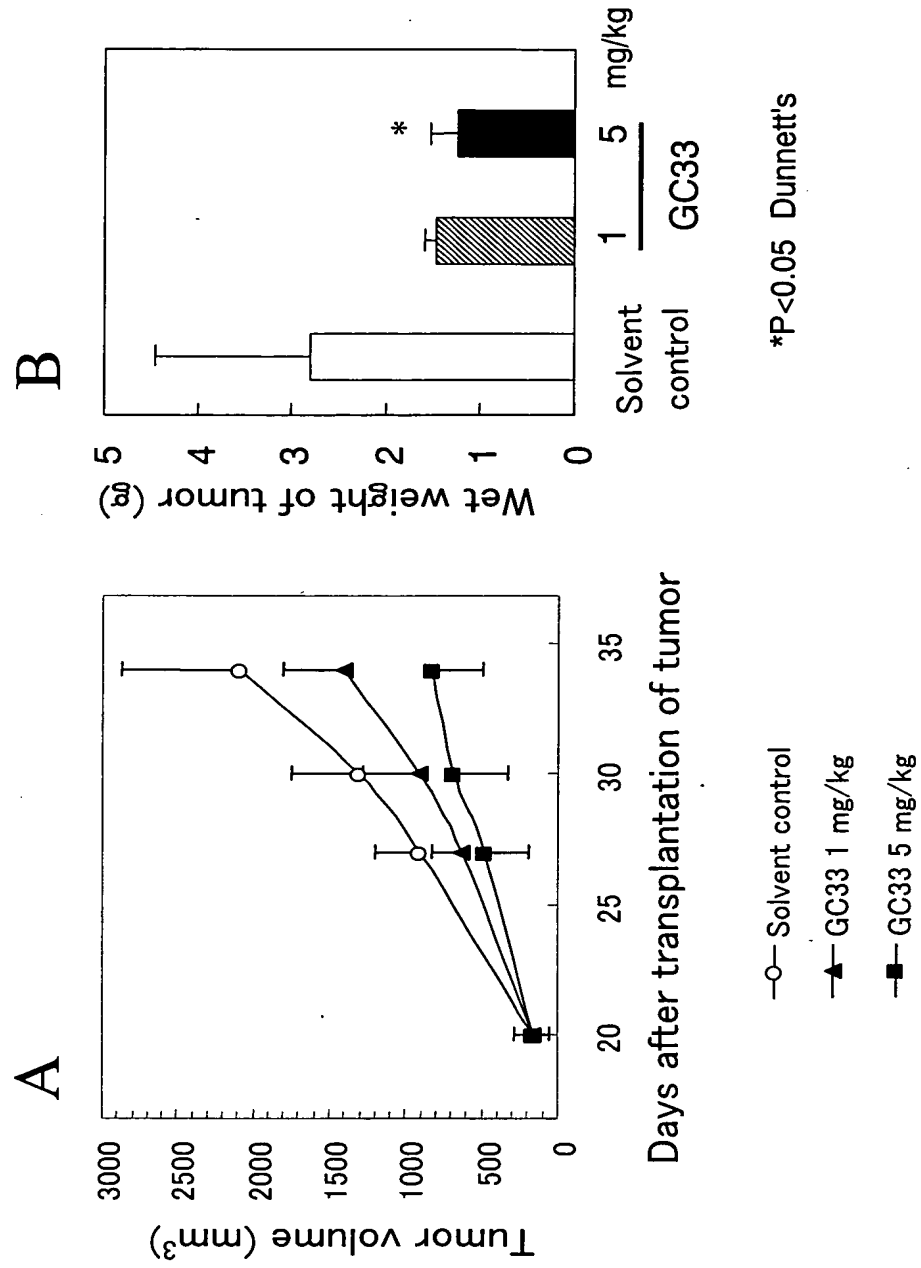 A
Tumor volume (mm³)
3000
2500
2000
1500
1000
500
0
20
25
30
35
Days after transplantation of tumor
Solvent control
GC33 1 mg/kg
GC33 5 mg/kg
B
Wet weight of tumor (g)
5
4
3
2
1
0
*
Solvent
control
1
5
mg/kg
GC33
*P<0.05 Dunnett's